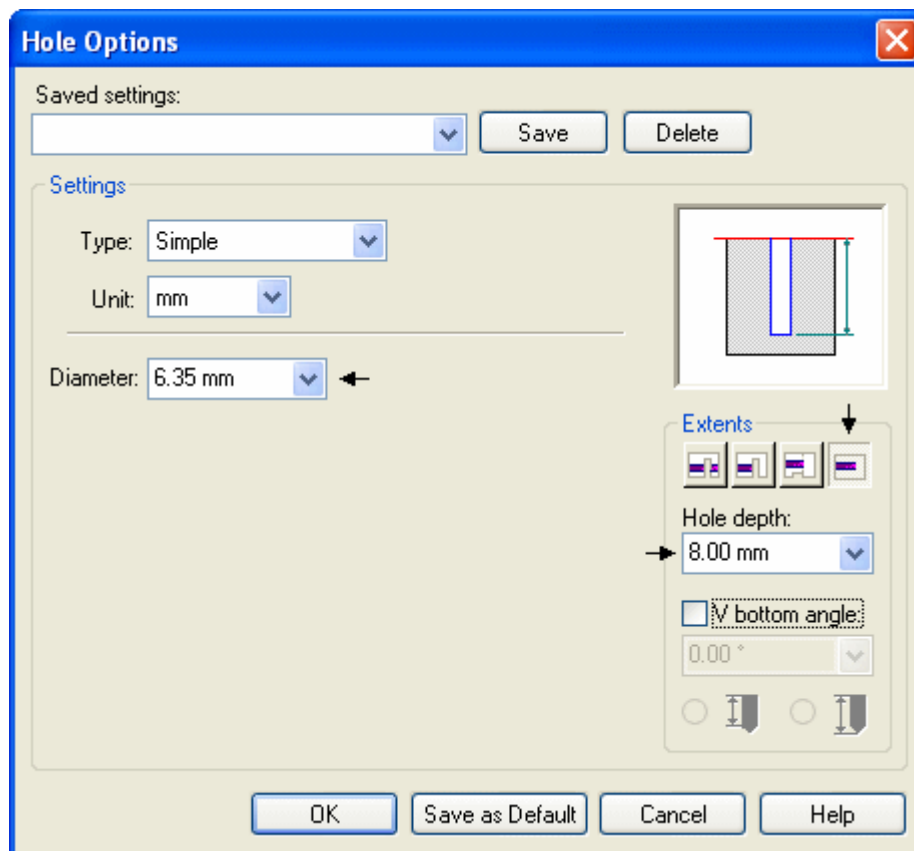 Hole Options
Saved settings:
Save
Delete
Settings
Type: Simple
Unit: mm
Diameter: 6.35 mm
Extents
Hole depth:
8.00 mm
V bottom angle:
0.00 °
OK
Save as Default
Cancel
Help